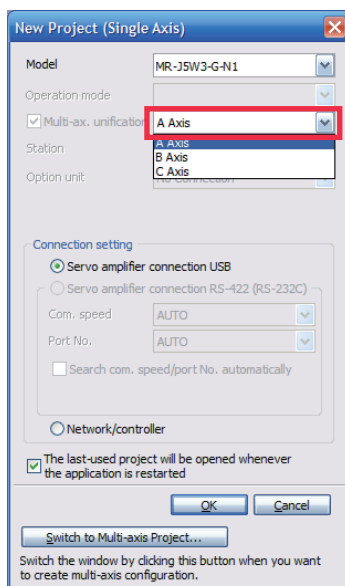 New Project (Single Axis)
Model MR-J5W3-G-N1
Operation mode
Multi-ax. unification A Axis
Station A Axis
B Axis
C Axis
Option unit No Connection
Connection setting
Servo amplifier connection USB
Servo amplifier connection RS-422 (RS-232C)
Com. speed AUTO
Port No. AUTO
Search com. speed/port No. automatically
Network/controller
The last-used project will be opened whenever
the application is restarted
OK Cancel
Switch to Multi-axis Project...
Switch the window by clicking this button when you want
to create multi-axis configuration.